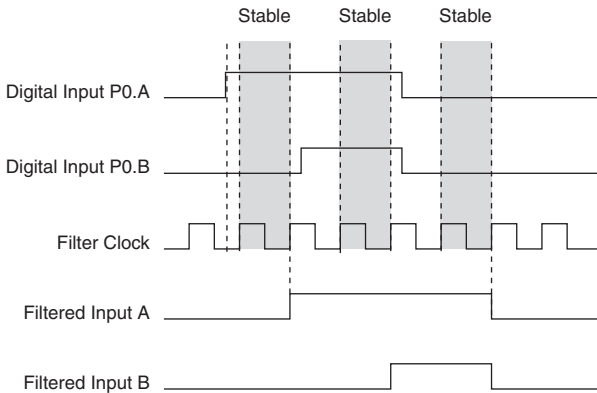 Stable Stable Stable
Digital Input P0.A
Digital Input P0.B
Filter Clock
Filtered Input A
Filtered Input B